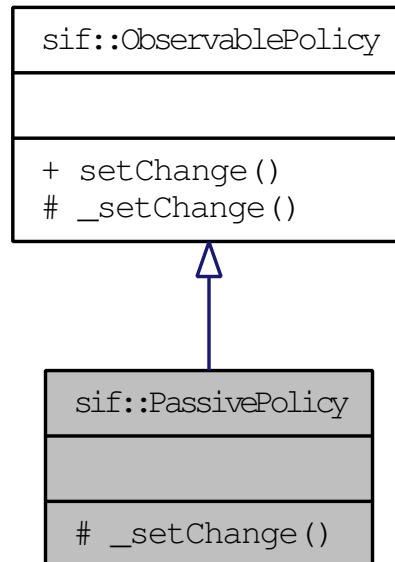 sif::ObservablePolicy
+ setChange()
# _setChange()
sif::PassivePolicy
# _setChange()